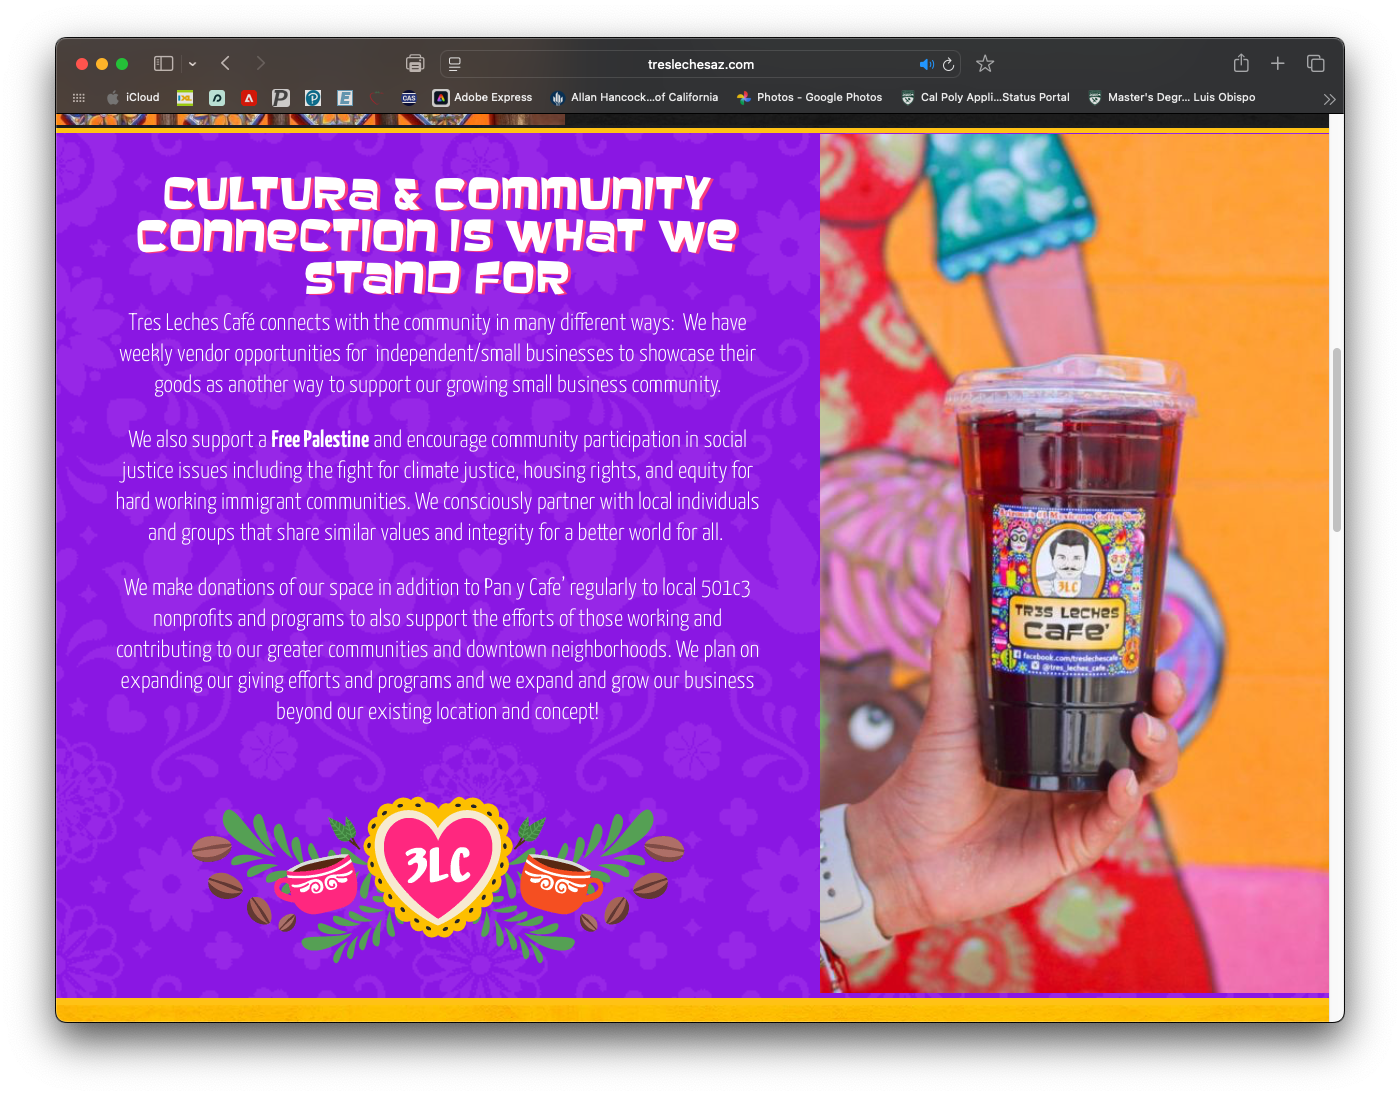 treslechesaz.com
iCloud
Adobe Express
Allan Hancock...of California
Photos – Google Photos
Cal Poly Appli...Status Portal
Master's Degr... Luis Obispo
CULTURA & COMMUNITY
CONNECTION IS WHAT WE
STAND FOR
Tres Leches Café connects with the community in many different ways:  We have
weekly vendor opportunities for  independent/small businesses to showcase their
goods as another way to support our growing small business community.
We also support a Free Palestine and encourage community participation in social
justice issues including the fight for climate justice, housing rights, and equity for
hard working immigrant communities. We consciously partner with local individuals
and groups that share similar values and integrity for a better world for all.
We make donations of our space in addition to Pan y Cafe' regularly to local 501c3
nonprofits and programs to also support the efforts of those working and
contributing to our greater communities and downtown neighborhoods. We plan on
expanding our giving efforts and programs and we expand and grow our business
beyond our existing location and concept!
3LC
Arizona's #1 Mexicano Coffee Shop
3LC
TR3S LECHES
CAFE'
facebook.com/treslechescafe
@tres_leches_cafe